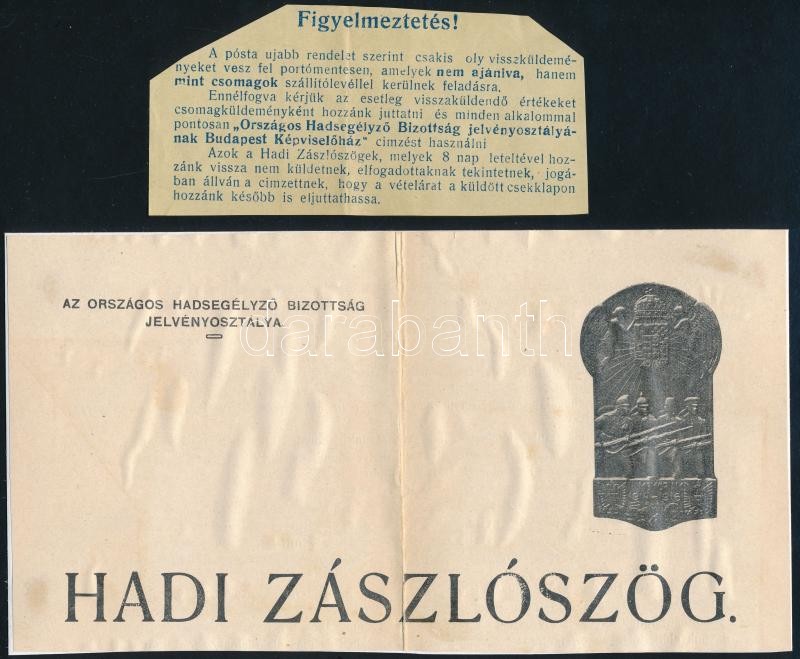 Figyelmeztetés!
A pósta ujabb rendelet szerint csakis oly visszküldemé-
nyeket vesz fel portómentesen, amelyek nem ajánlva, hanem
mint csomagok szállítólevéllel kerülnek feladásra.
Ennélfogva kérjük az esetleg visszaküldendő értékeket
csomagküldeményként hozzánk juttatni és minden alkalommal
pontosan „Országos Hadsegélyző Bizottság jelvényosztályá-
nak Budapest Képviselőház“ cimzést használni
Azok a Hadi Zászlószögek, melyek 8 nap leteltével hoz-
zánk vissza nem küldetnek, elfogadottaknak tekintetnek, jogá-
ban állván a cimzettnek, hogy a vételárat a küldött csekklapon
hozzánk később is eljuttathassa.
AZ ORSZÁGOS HADSEGÉLYZŐ BIZOTTSÁG
JELVÉNYOSZTÁLYA
darabanth
HADI ZÁSZLÓSZÖG.